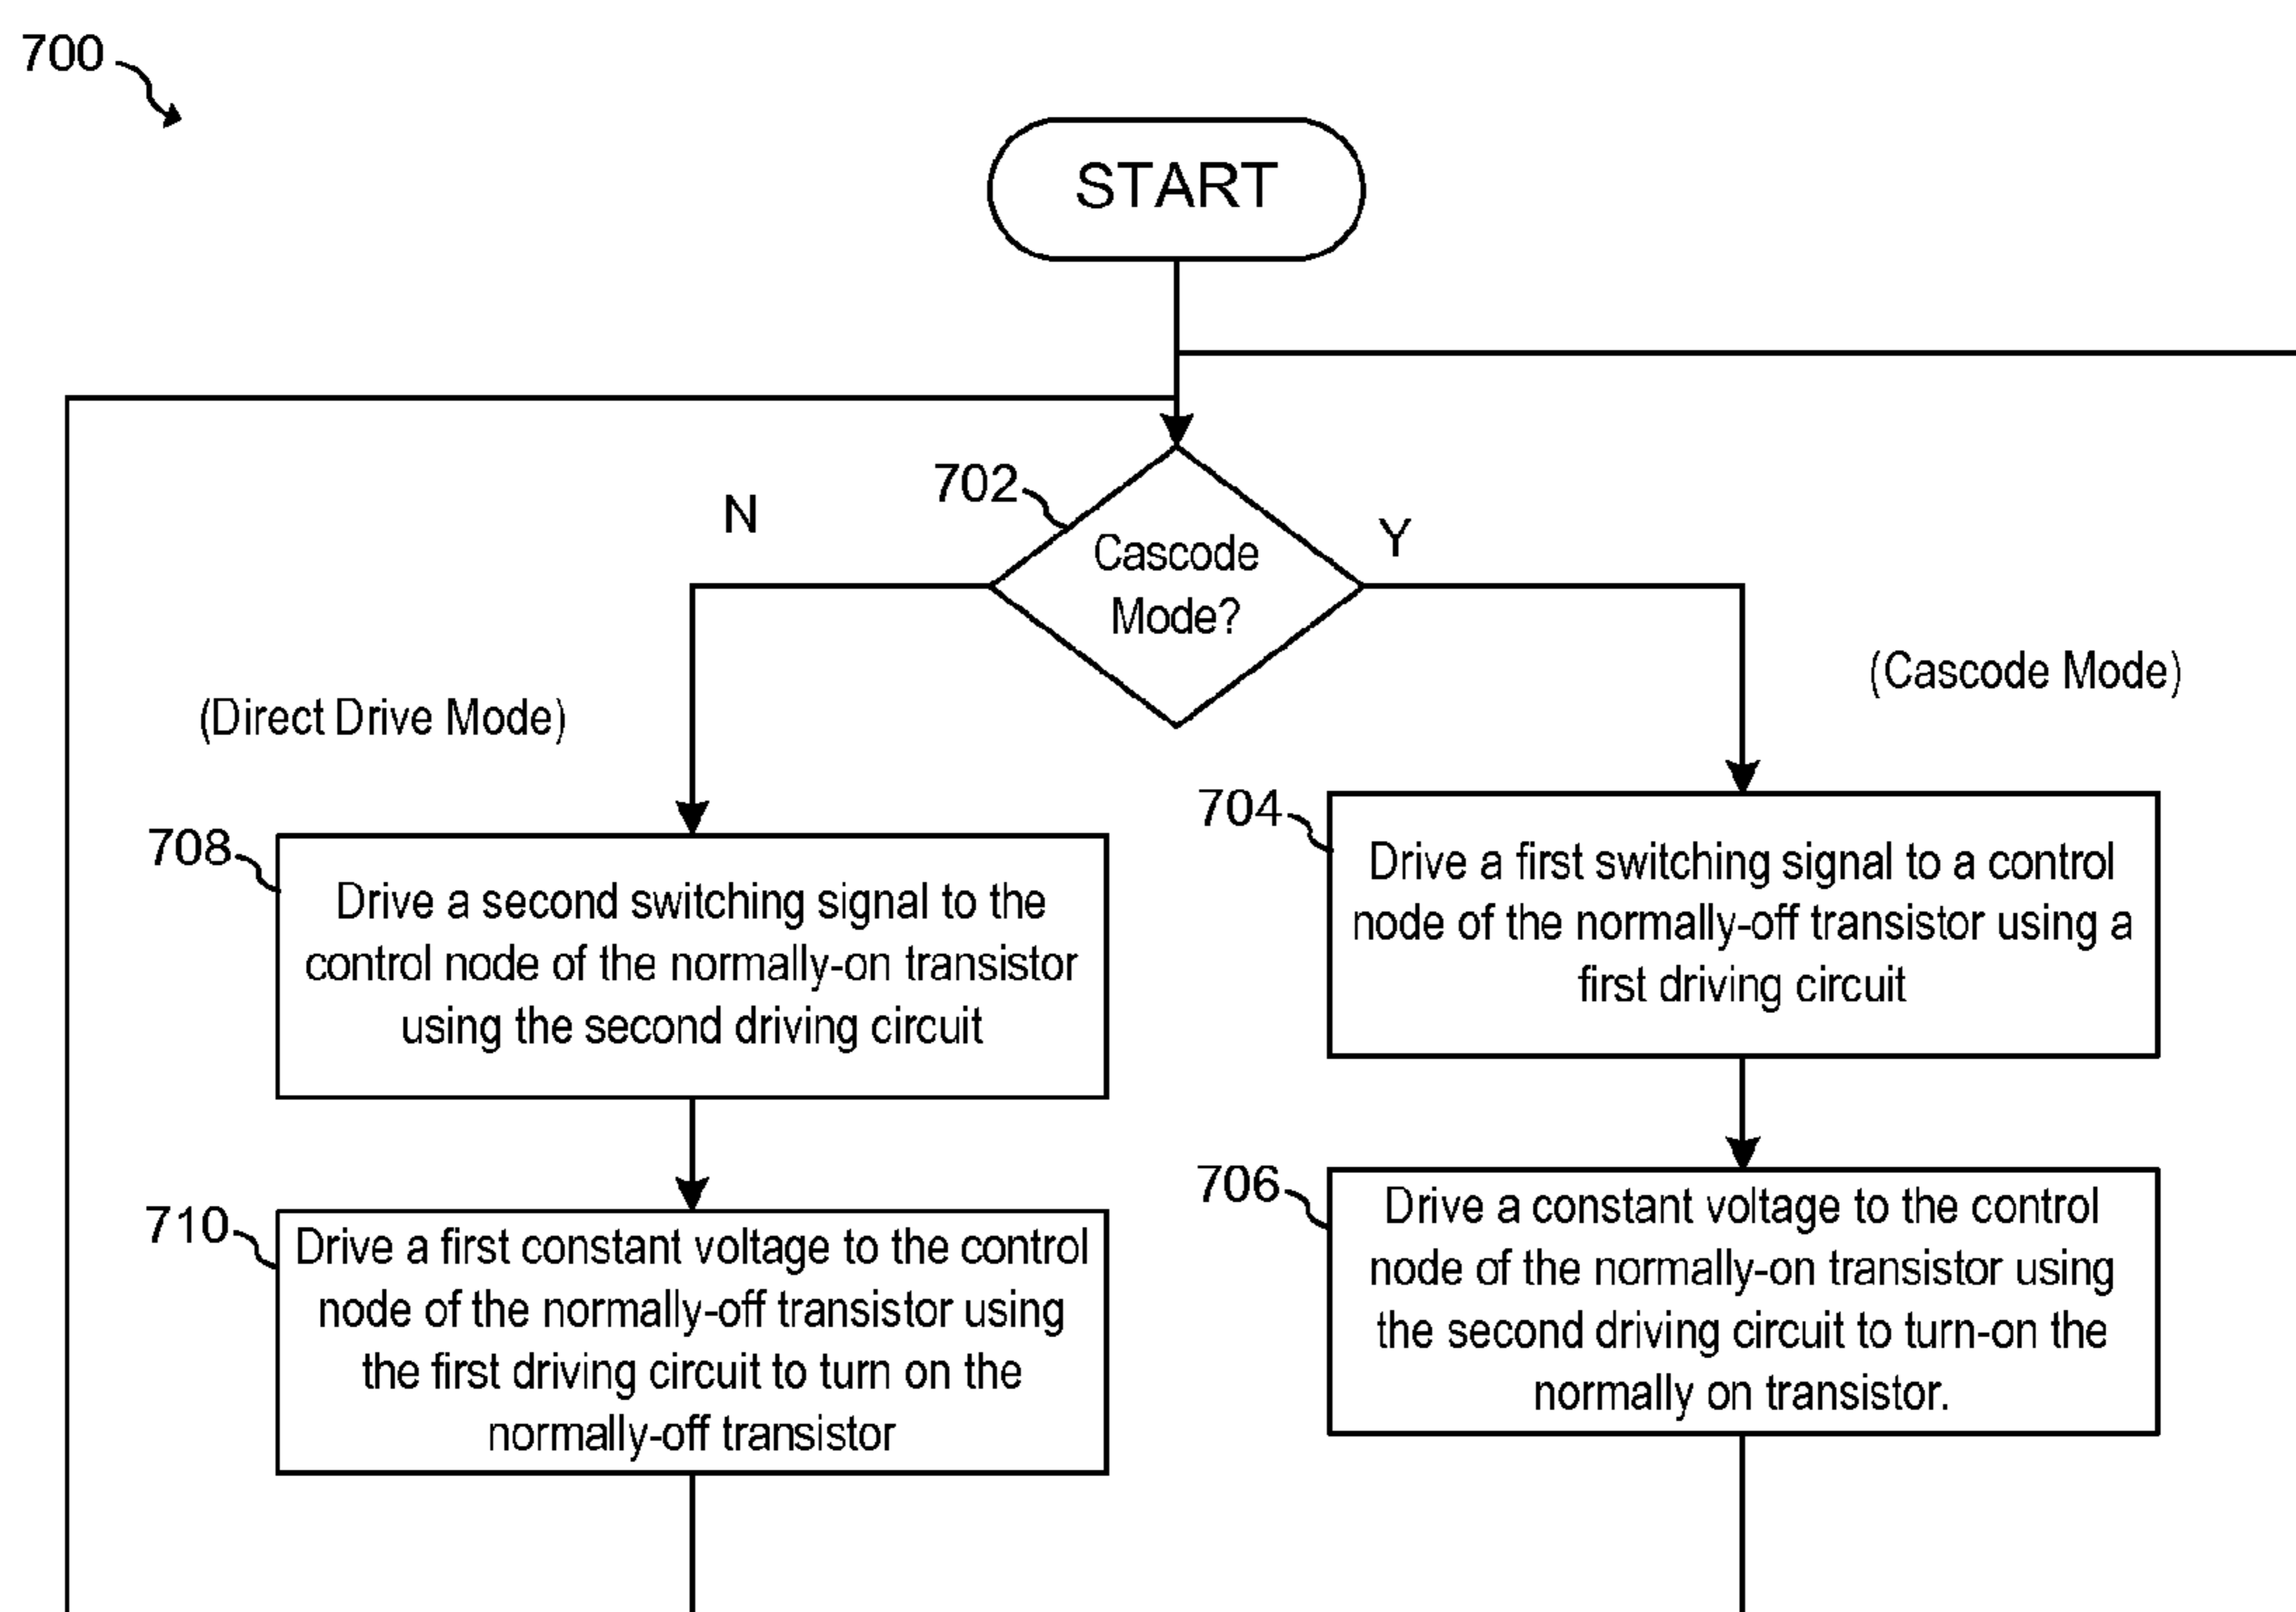 700
START
702
N
Y
Cascode
Mode?
(Direct Drive Mode)
(Cascode Mode)
708
Drive a second switching signal to the
control node of the normally-on transistor
using the second driving circuit
704
Drive a first switching signal to a control
node of the normally-off transistor using a
first driving circuit
710
Drive a first constant voltage to the control
node of the normally-off transistor using
the first driving circuit to turn on the
normally-off transistor
706
Drive a constant voltage to the control
node of the normally-on transistor using
the second driving circuit to turn-on the
normally on transistor.